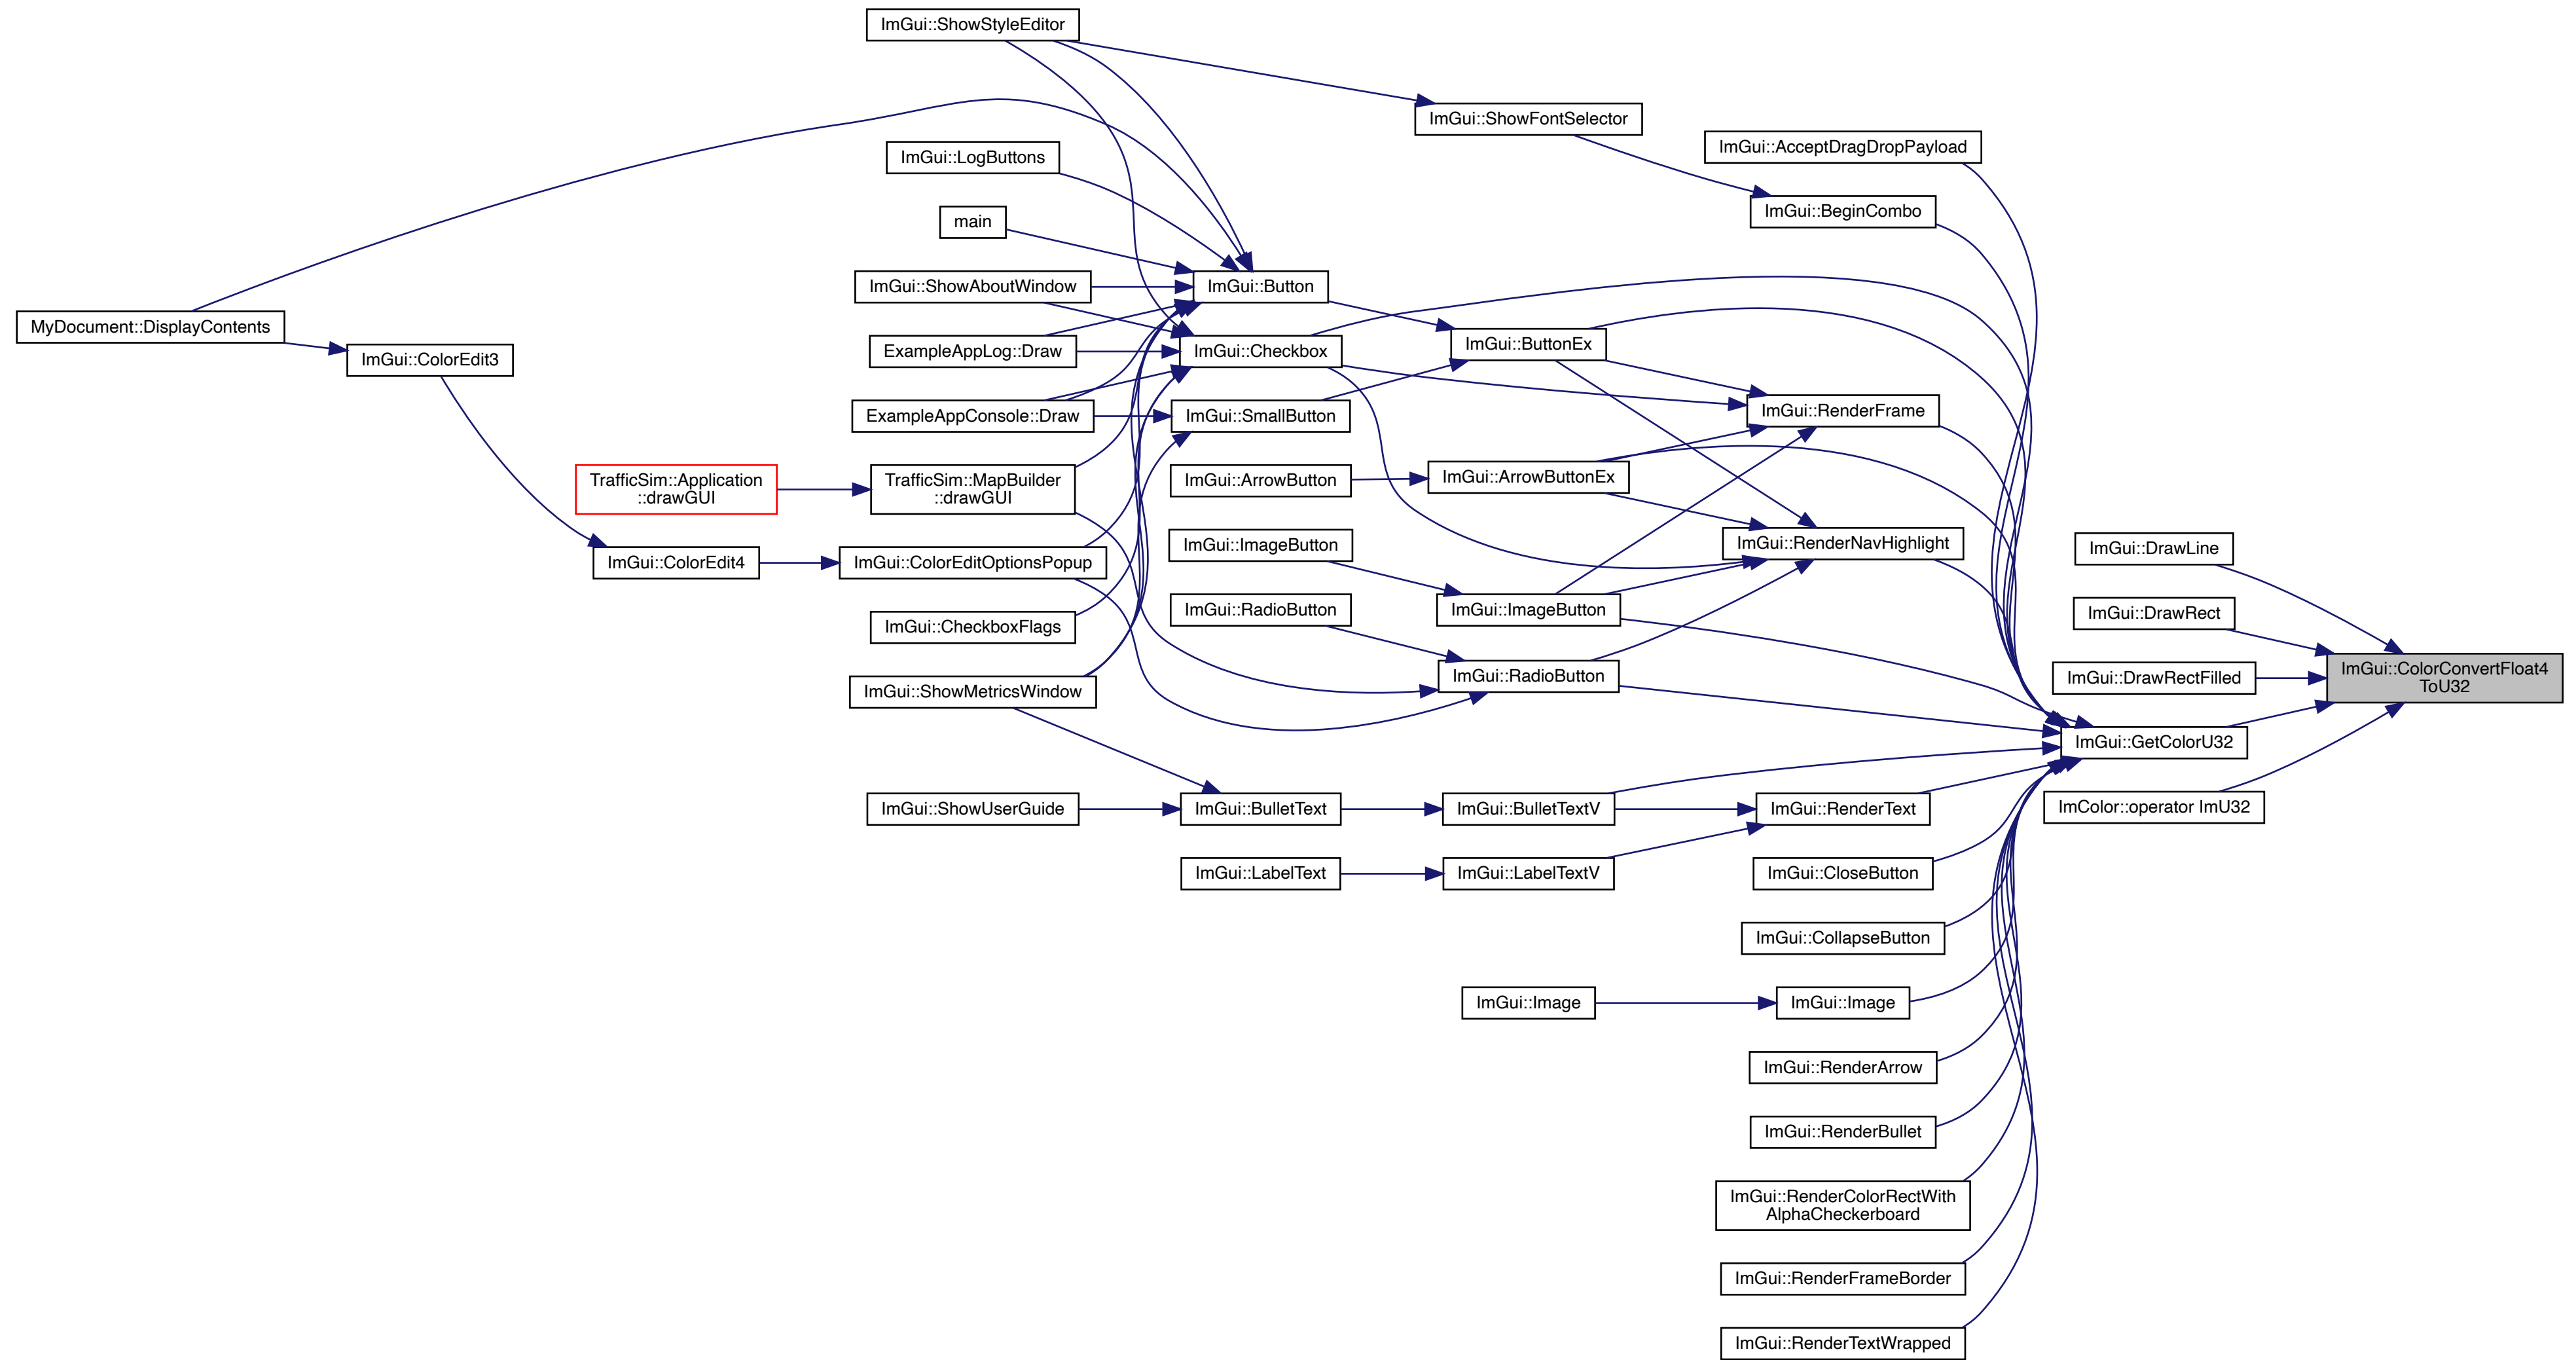 ImGui::ShowStyleEditor
ImGui::ShowFontSelector
ImGui::AcceptDragDropPayload
ImGui::LogButtons
ImGui::BeginCombo
main
ImGui::ShowAboutWindow
ImGui::Button
MyDocument::DisplayContents
ImGui::ColorEdit3
ExampleAppLog::Draw
ImGui::Checkbox
ImGui::ButtonEx
ExampleAppConsole::Draw
ImGui::SmallButton
ImGui::RenderFrame
TrafficSim::Application
::drawGUI
TrafficSim::MapBuilder
::drawGUI
ImGui::ArrowButton
ImGui::ArrowButtonEx
ImGui::ColorEdit4
ImGui::ColorEditOptionsPopup
ImGui::ImageButton
ImGui::RenderNavHighlight
ImGui::DrawLine
ImGui::CheckboxFlags
ImGui::RadioButton
ImGui::ImageButton
ImGui::DrawRect
ImGui::ShowMetricsWindow
ImGui::RadioButton
ImGui::DrawRectFilled
ImGui::ColorConvertFloat4
ToU32
ImGui::GetColorU32
ImGui::ShowUserGuide
ImGui::BulletText
ImGui::BulletTextV
ImGui::RenderText
ImColor::operator ImU32
ImGui::LabelText
ImGui::LabelTextV
ImGui::CloseButton
ImGui::CollapseButton
ImGui::Image
ImGui::Image
ImGui::RenderArrow
ImGui::RenderBullet
ImGui::RenderColorRectWith
AlphaCheckerboard
ImGui::RenderFrameBorder
ImGui::RenderTextWrapped